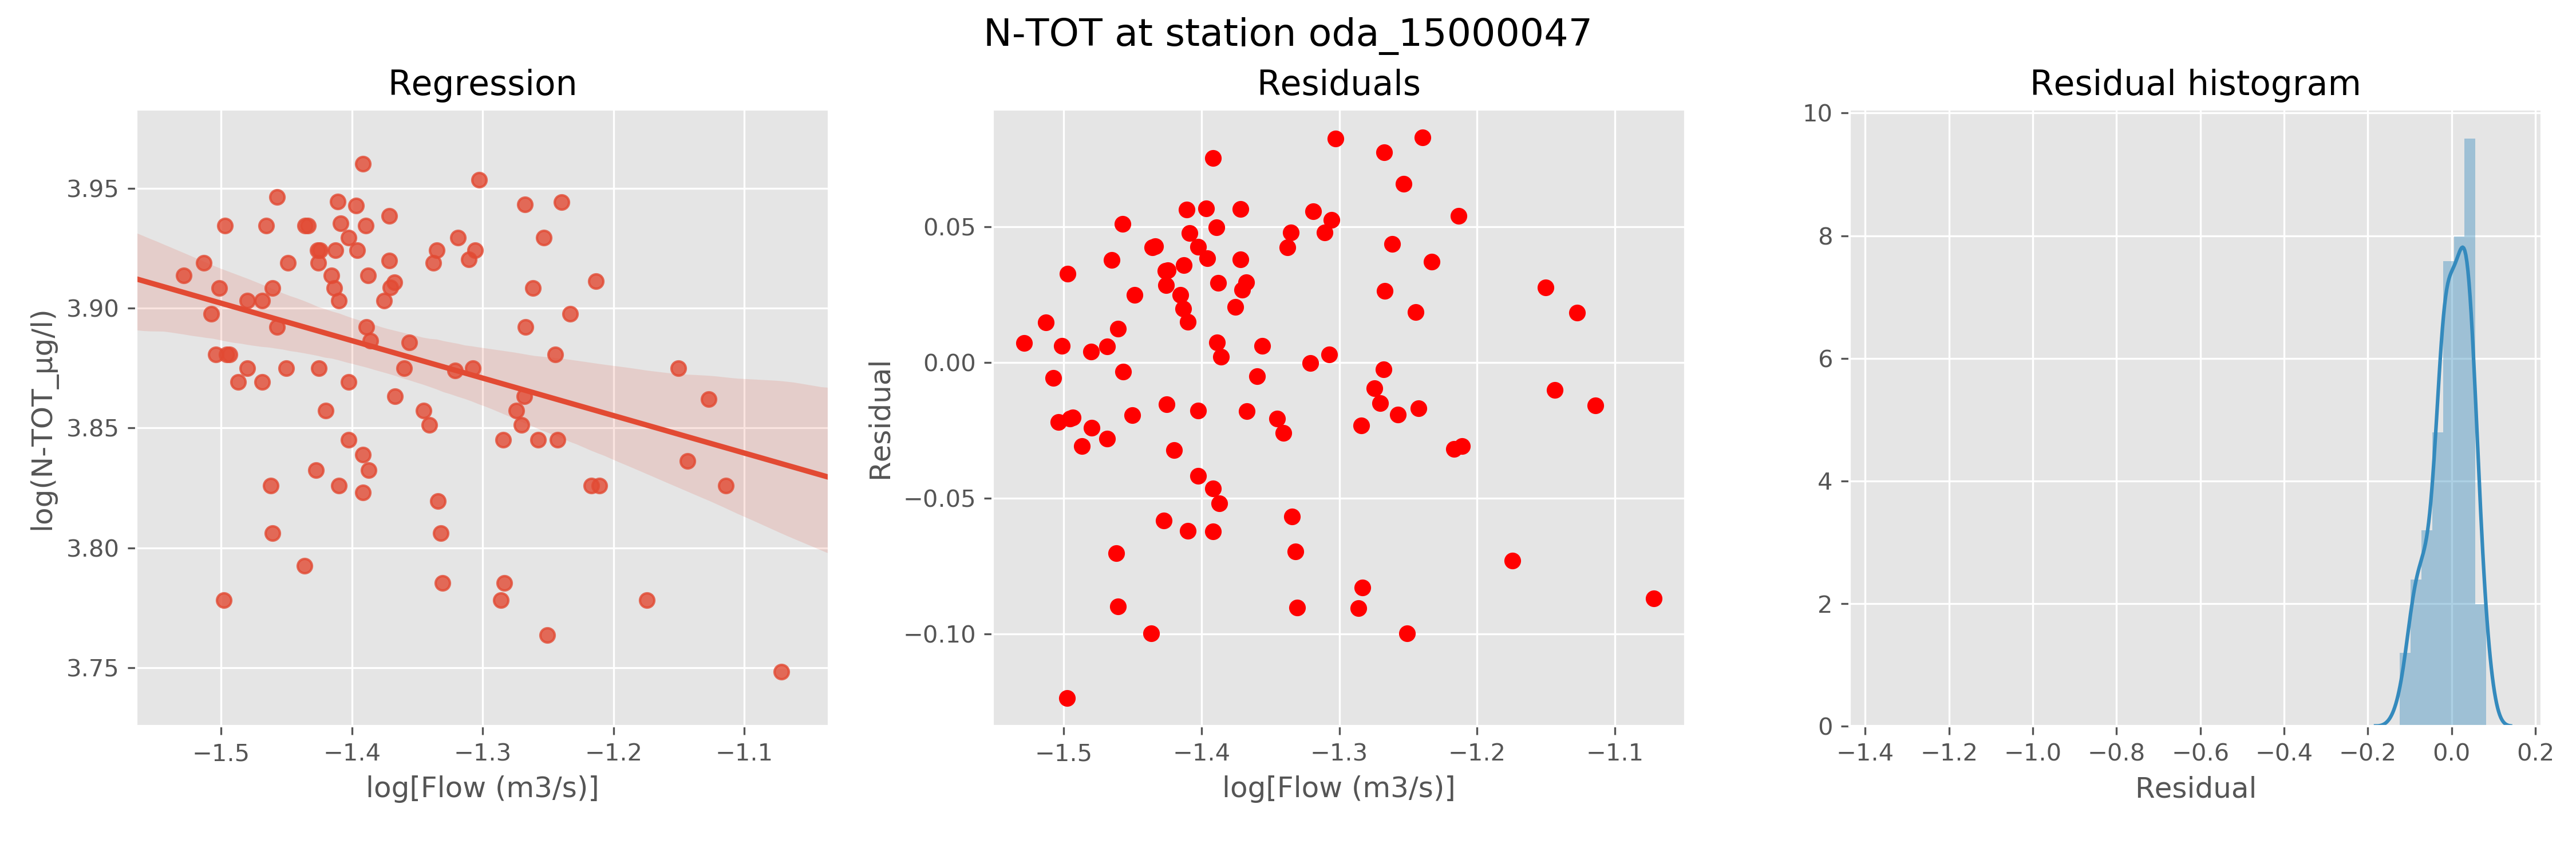 N-TOT at station oda_15000047
Regression
3.95
3.90
3.85
3.80
3.75
log(N-TOT_µg/l)
−1.5 −1.4 −1.3 −1.2 −1.1
log[Flow (m3/s)]
Residuals
0.05
0.00
−0.05
−0.10
Residual
−1.5 −1.4 −1.3 −1.2 −1.1
log[Flow (m3/s)]
Residual histogram
10
8
6
4
2
0
−1.4 −1.2 −1.0 −0.8 −0.6 −0.4 −0.2 0.0 0.2
Residual